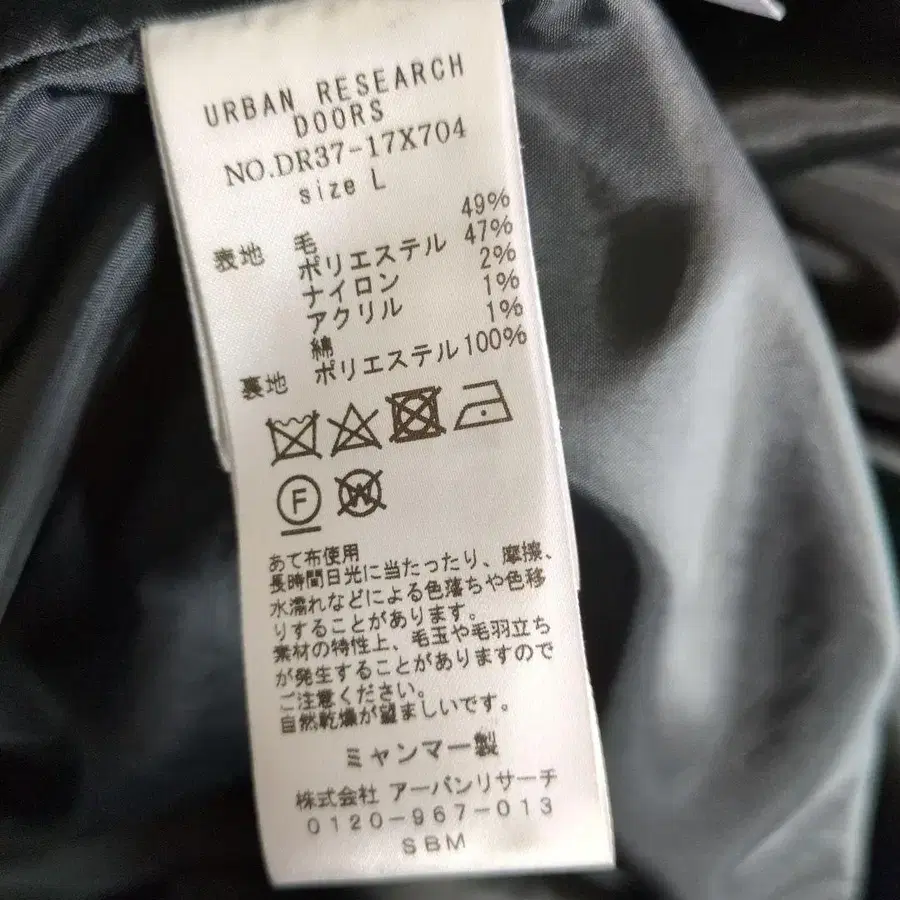 URBAN RESEARCH
DOORS
NO.DR37-17X704
size L
表地 毛 49%
ポリエステル 47%
ナイロン 2%
アクリル 1%
綿 1%
裏地 ポリエステル 100%
F
W
あて布使用
長時間日光に当たったり、摩擦、
水濡れなどによる色落ちや色移
りすることがあります。
素材の特性上、毛玉や毛羽立ち
が発生することがありますので
ご注意ください。
自然乾燥が望ましいです。
ミャンマー製
株式会社 アーバンリサーチ
0120-967-013
SBM